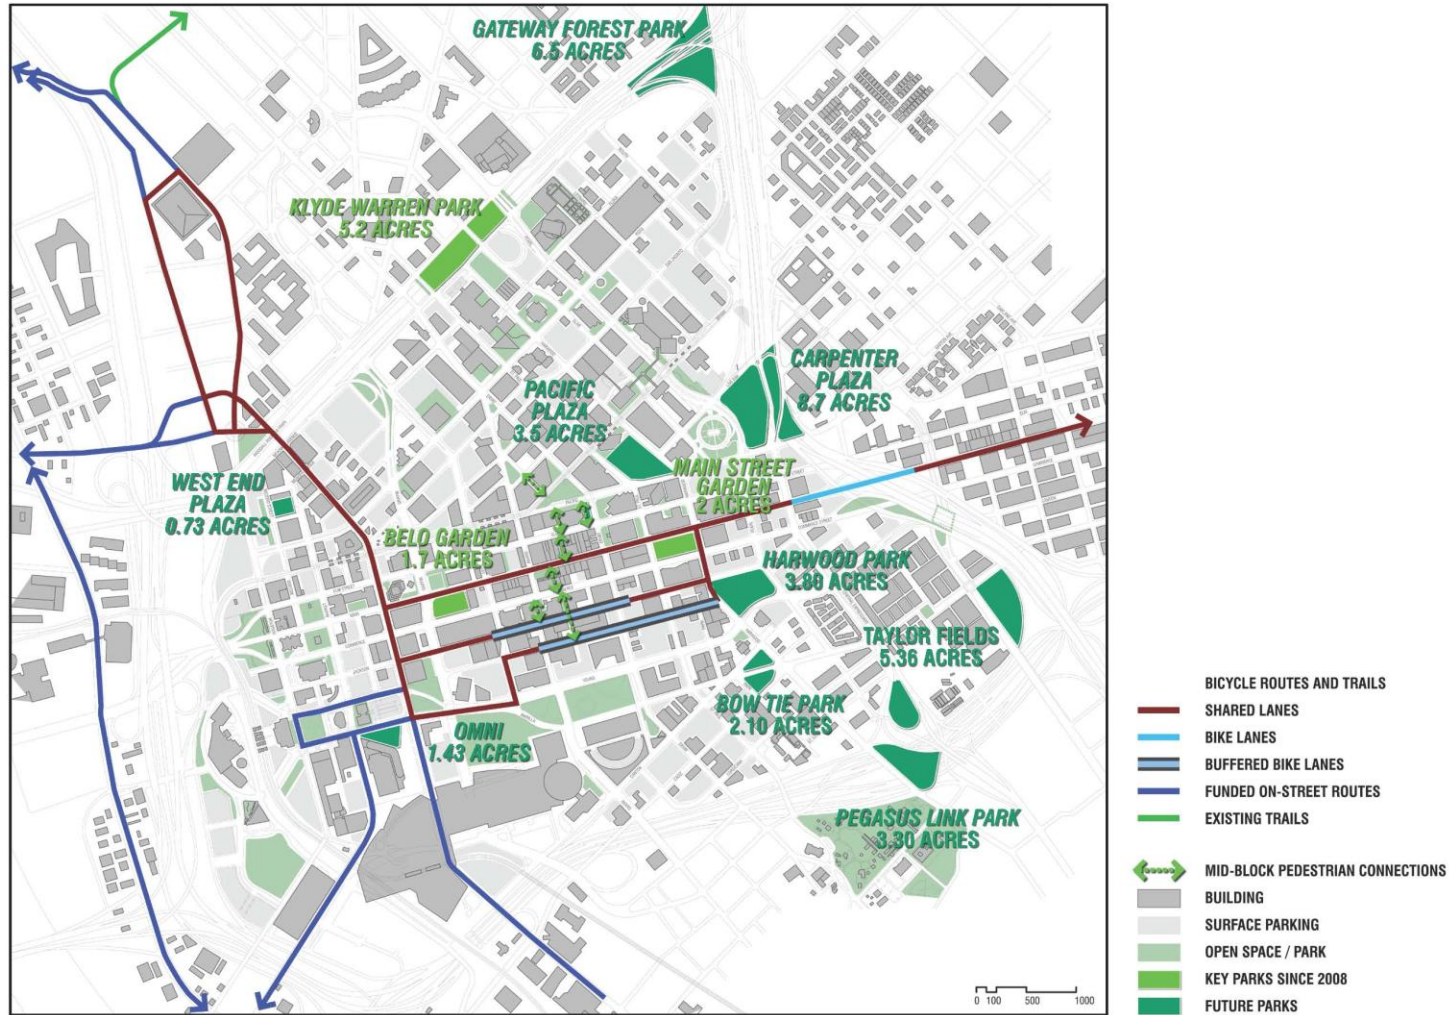 GATEWAY FOREST PARK
6.5 ACRES
KLYDE WARREN PARK
5.2 ACRES
CARPENTER
PLAZA
8.7 ACRES
PACIFIC
PLAZA
3.5 ACRES
MAIN STREET
GARDEN
2 ACRES
WEST END
PLAZA
0.73 ACRES
BELO GARDEN
1.7 ACRES
HARWOOD PARK
3.80 ACRES
TAYLOR FIELDS
5.36 ACRES
BOW TIE PARK
2.10 ACRES
OMNI
1.43 ACRES
PEGASUS LINK PARK
3.30 ACRES
0 100 500 1000
BICYCLE ROUTES AND TRAILS
SHARED LANES
BIKE LANES
BUFFERED BIKE LANES
FUNDED ON-STREET ROUTES
EXISTING TRAILS
MID-BLOCK PEDESTRIAN CONNECTIONS
BUILDING
SURFACE PARKING
OPEN SPACE / PARK
KEY PARKS SINCE 2008
FUTURE PARKS